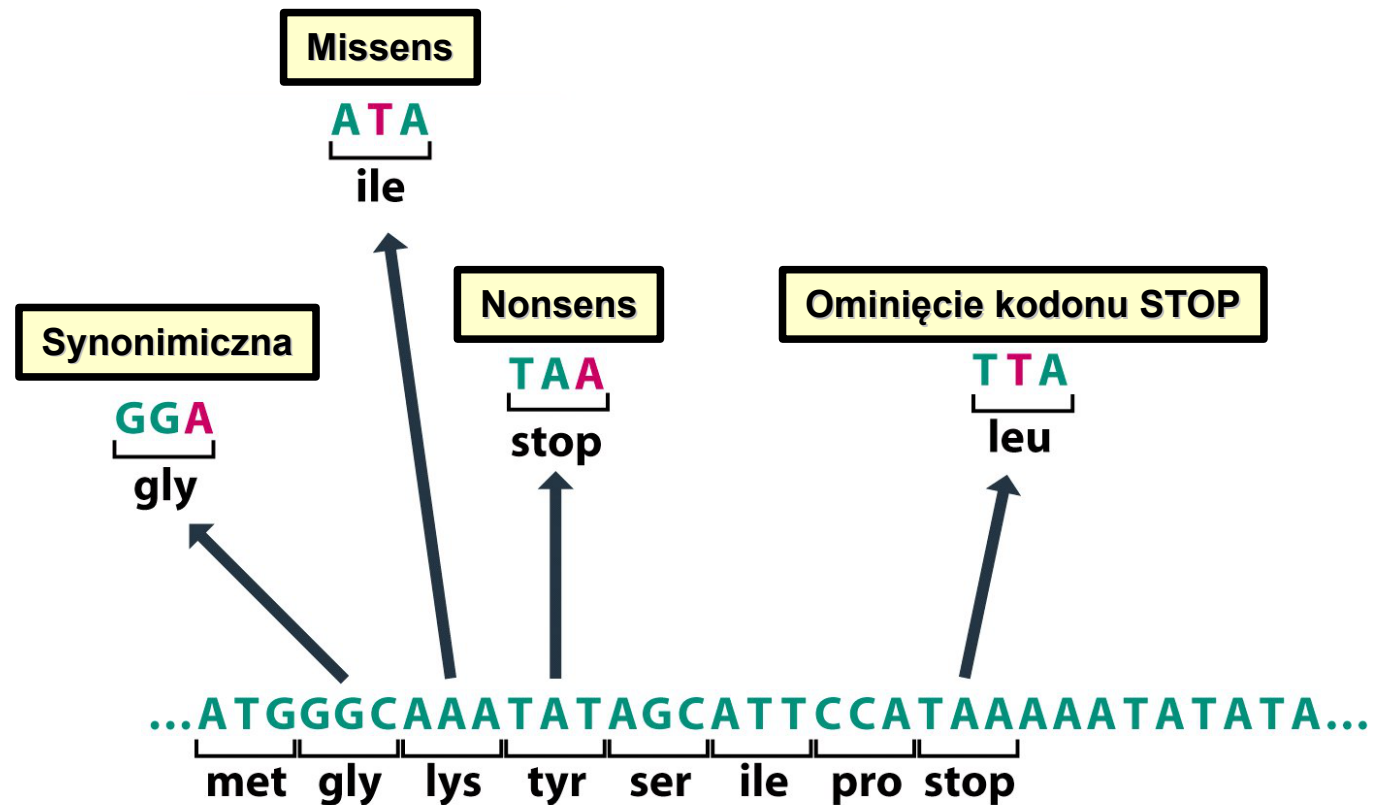 Missens
ATA
ile
Nonsens
Ominięcie kodonu STOP
Synonimiczna
TAA
TTA
GGA
stop
leu
gly
...ATGGGCAAATATAGCATTCCATAAAAATATATA...
met gly lys tyr ser ile pro stop